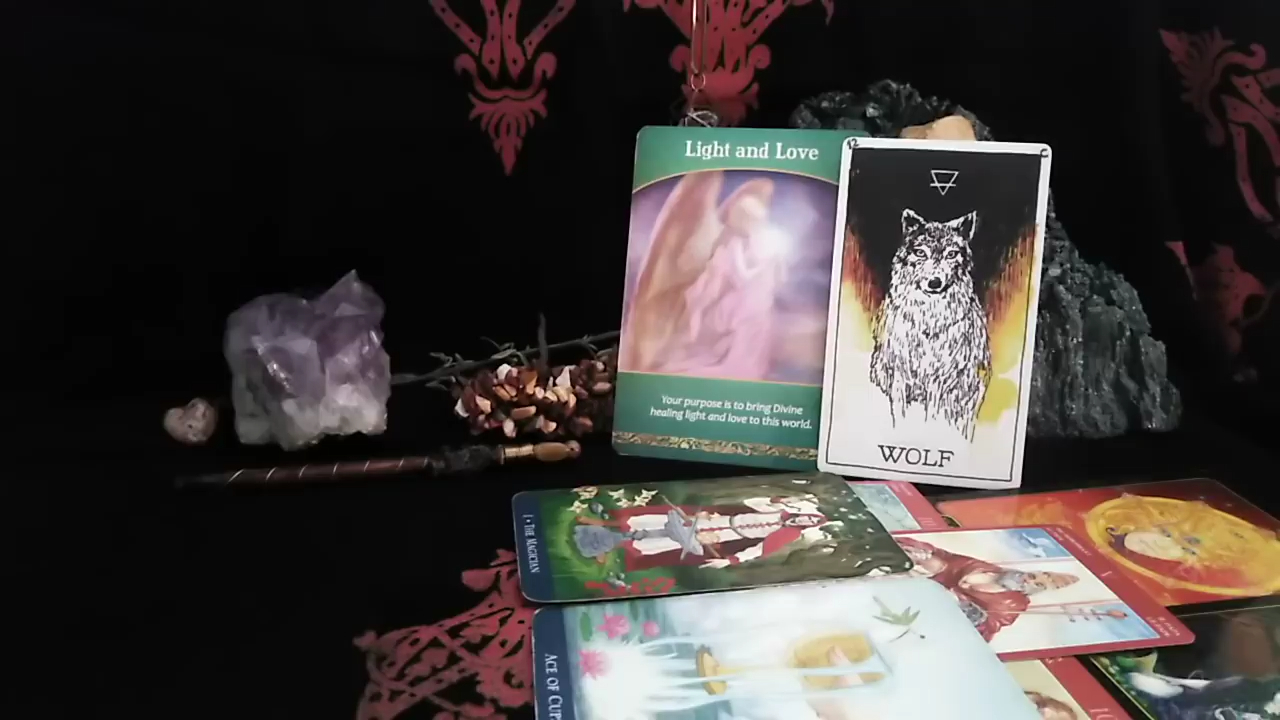 Light and Love
Your purpose is to bring Divine
healing light and love to this world.
WOLF
I • THE MAGICIAN
ACE OF CUPS